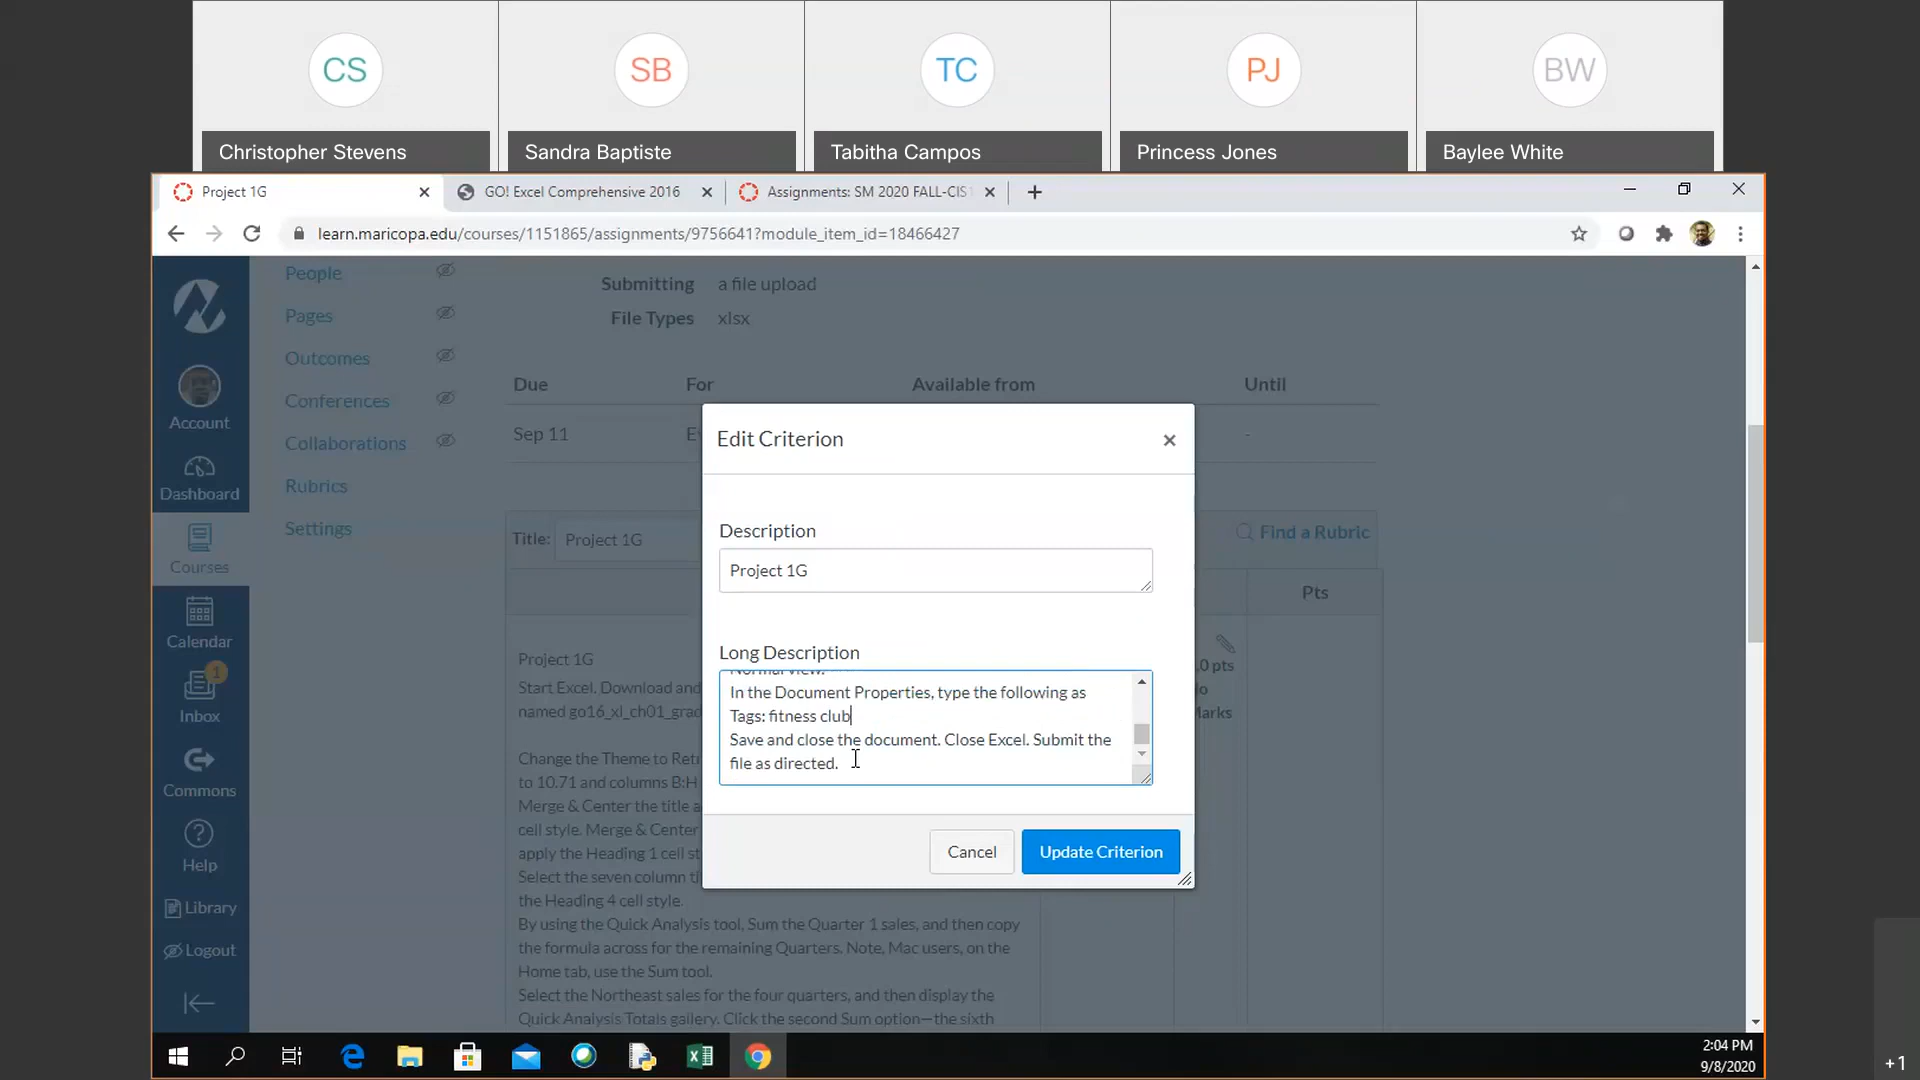 CS
SB
TC
PJ
BW
Christopher Stevens
Sandra Baptiste
Tabitha Campos
Princess Jones
Baylee White
Project 1G
GO! Excel Comprehensive 2016
Assignments: SM 2020 FALL-CIS
learn.maricopa.edu/courses/1151865/assignments/9756641?module_item_id=18466427
Account
Dashboard
Courses
Calendar
1
Inbox
Commons
Help
Library
Logout
People
Pages
Outcomes
Conferences
Collaborations
Rubrics
Settings
Submitting a file upload
File Types xlsx
Due For Available from Until
Sep 11 -
Title: Project 1G
Find a Rubric
Pts
Project 1G
Start Excel. Download and
named go16_xl_ch01_grad
.0 pts
Marks
Change the Theme to Retr
to 10.71 and columns B:H
Merge & Center the title a
cell style. Merge & Center
apply the Heading 1 cell st
Select the seven column ti
the Heading 4 cell style.
By using the Quick Analysis tool, Sum the Quarter 1 sales, and then copy
the formula across for the remaining Quarters. Note, Mac users, on the
Home tab, use the Sum tool.
Select the Northeast sales for the four quarters, and then display the
Quick Analysis Totals gallery. Click the second Sum option—the sixth
Edit Criterion
Description
Project 1G
Long Description
Normal view.
In the Document Properties, type the following as
Tags: fitness club
Save and close the document. Close Excel. Submit the
file as directed.
Cancel
Update Criterion
2:04 PM
9/8/2020
+1